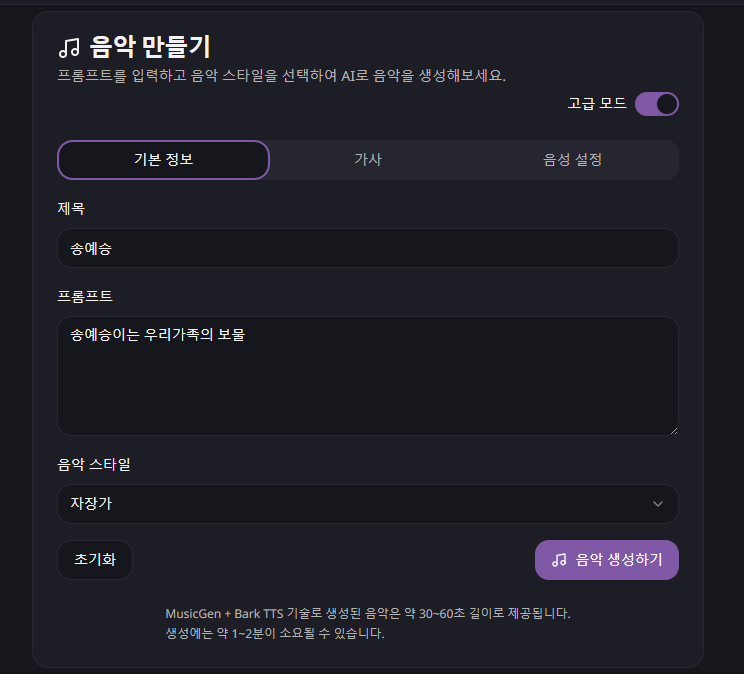 음악 만들기
프롬프트를 입력하고 음악 스타일을 선택하여 AI로 음악을 생성해보세요.
고급 모드
기본 정보 가사 음성 설정
제목
송예승
프롬프트
송예승이는 우리가족의 보물
음악 스타일
자장가
초기화 음악 생성하기
MusicGen + Bark TTS 기술로 생성된 음악은 약 30~60초 길이로 제공됩니다.
생성에는 약 1~2분이 소요될 수 있습니다.